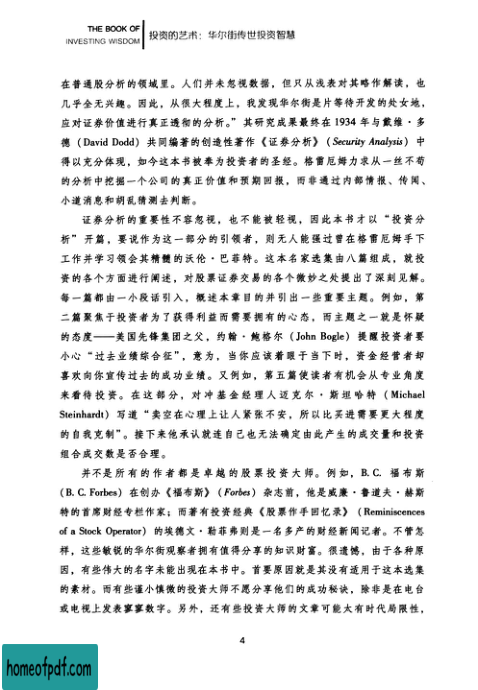 THE BOOK OF
INVESTING WISDOM
投资的艺术：华尔街传世投资智慧
在普通股分析的领域里。人们并未忽视数据，但只从浅表对其略作解读，也
几乎全无兴趣。因此，从很大程度上，我发现华尔街是片等待开发的处女地，
应对证券价值进行真正透彻的分析。”其研究成果最终在 1934 年与戴维·多
德 (David Dodd) 共同编著的创造性著作《证券分析》(Security Analysis) 中
得以充分体现，如今这本书被奉为投资者的圣经。格雷厄姆力求从一丝不苟
的分析中挖掘一个公司的真正价值和预期回报，而非通过内部情报、传闻、
小道消息和胡乱猜测去判断。
证券分析的重要性不容忽视，也不能被轻视，因此本书才以“投资分
析”开篇，要说作为这一部分的引领者，则无人能强过曾在格雷厄姆手下
工作并学习领会其精髓的沃伦·巴菲特。这本名家选集由八篇组成，就投
资的各个方面进行阐述，对股票证券交易的各个微妙之处提出了深刻见解。
每一篇都由一小段话引入，概述本章目的并引出一些重要主题。例如，第
二篇聚焦于投资者为了获得利益而需要拥有的心态，而主题之一就是怀疑
的态度——美国先锋集团之父，约翰·鲍格尔 (John Bogle) 提醒投资者要
小心“过去业绩综合征”，意为，当你应该着眼于当下时，资金经营者却
喜欢向你宣传过去的成功业绩。又例如，第五篇使读者有机会从专业角度
来看待投资。在这部分，对冲基金经理人迈克尔·斯坦哈特 (Michael
Steinhardt) 写道“卖空在心理上让人紧张不安，所以比买进需要更大程度
的自我克制”。接下来他承认就连自己也无法确定由此产生的成交量和投资
组合成交数是否合理。
并不是所有的作者都是卓越的股票投资大师。例如，B. C. 福布斯
(B. C. Forbes) 在创办《福布斯》(Forbes) 杂志前，他是威廉·鲁道夫·赫斯
特的首席财经专栏作家；而著有投资经典《股票作手回忆录》(Reminiscences
of a Stock Operator) 的埃德文·勒菲弗则是一名多产的财经新闻记者。不管怎
样，这些敏锐的华尔街观察者拥有值得分享的知识财富。很遗憾，由于各种原
因，有些伟大的名字未能出现在本书中。首要原因就是其没有适用于这本选集
的素材。而有些谨小慎微的投资大师不愿分享他们的成功秘诀，除非是在电台
或电视上发表寥寥数字。另外，还有些投资大师的文章可能太有时代局限性，
4
homeofpdf.com